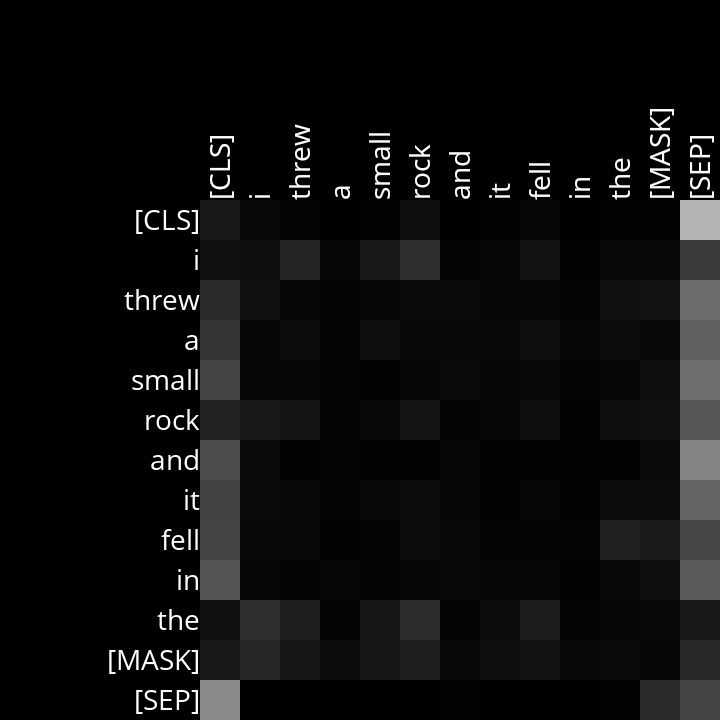 [CLS] i threw a small rock and it fell in the [MASK] [SEP]
[CLS]
i
threw
a
small
rock
and
it
fell
in
the
[MASK]
[SEP]